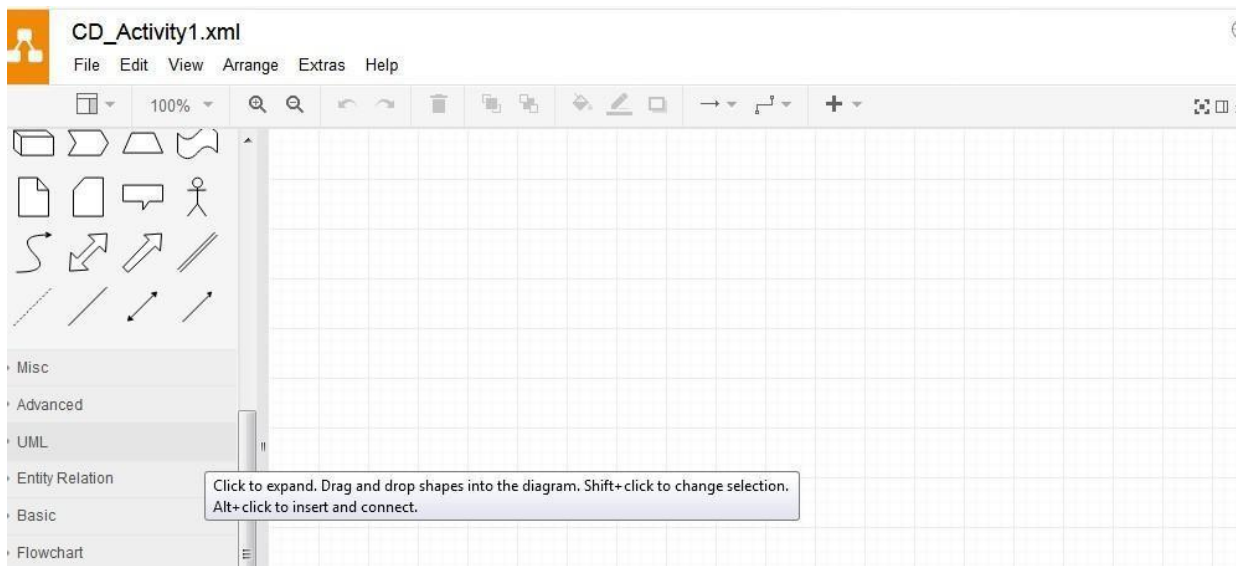 CD_Activity1.xml
File Edit View Arrange Extras Help
100%
Misc
Advanced
UML
Entity Relation
Click to expand. Drag and drop shapes into the diagram. Shift+click to change selection.
Alt+click to insert and connect.
Basic
Flowchart